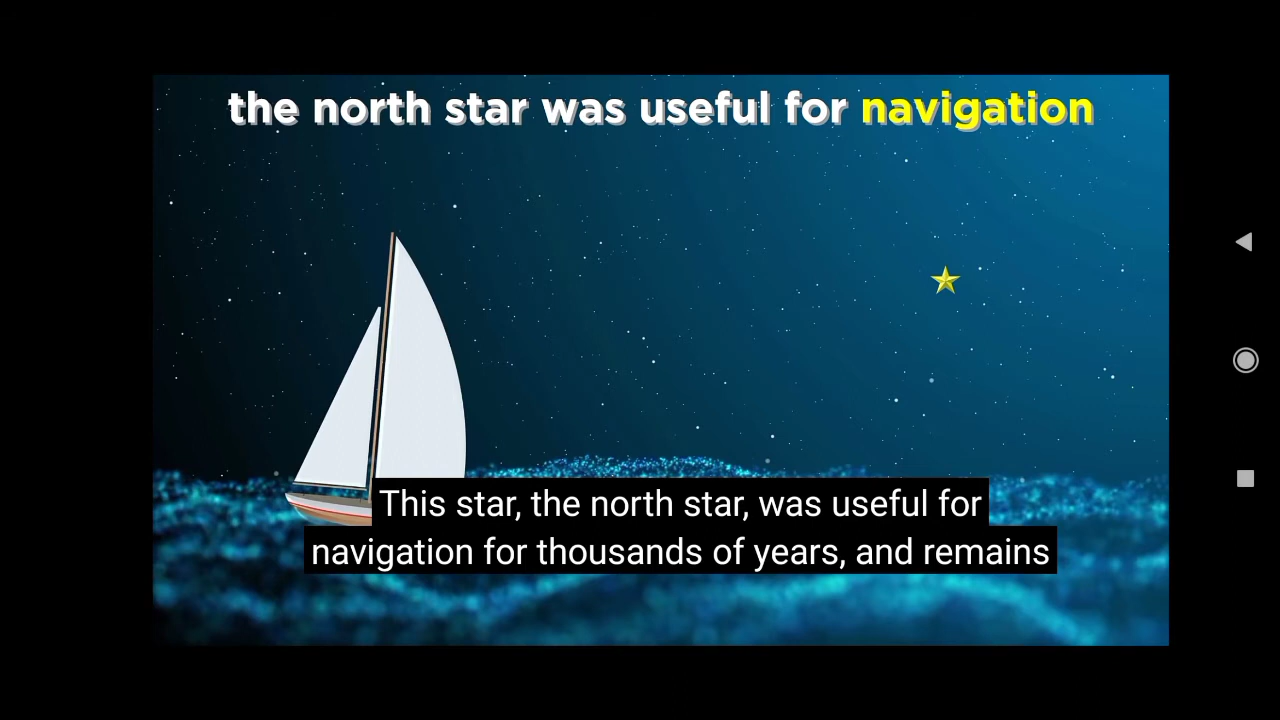 the north star was useful for navigation
This star, the north star, was useful for
navigation for thousands of years, and remains